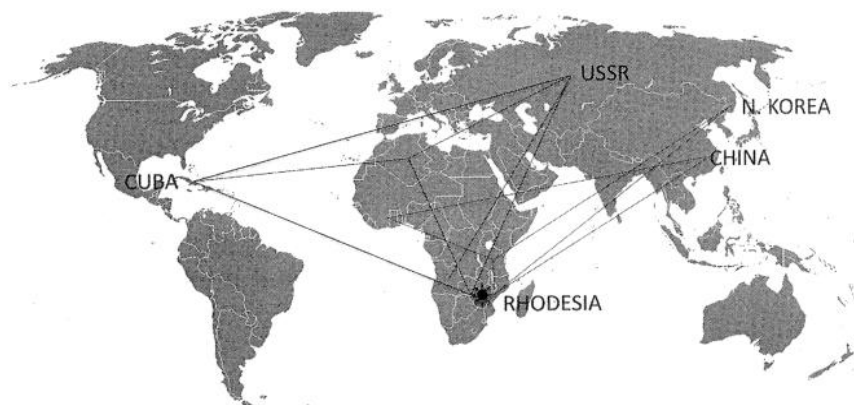 USSR
N. KOREA
CHINA
CUBA
RHODESIA